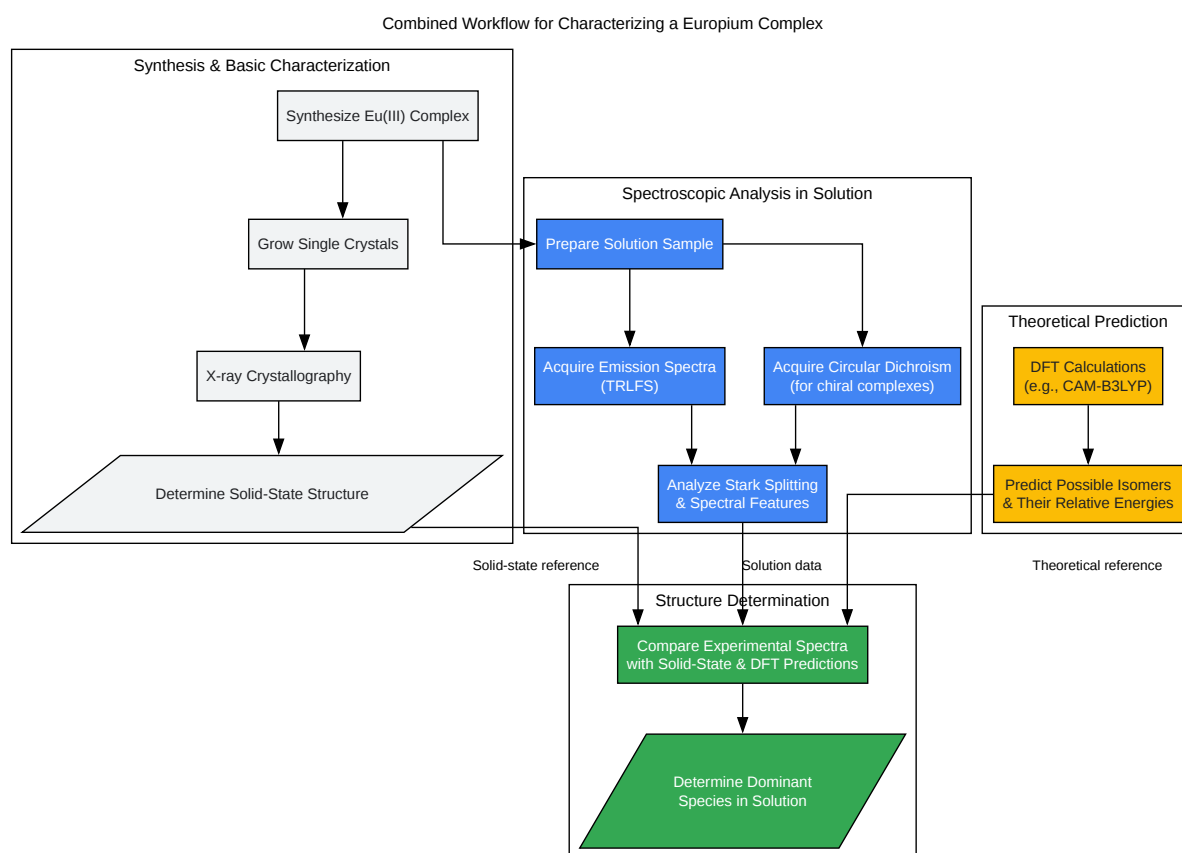 Combined Workflow for Characterizing a Europium Complex
Synthesis & Basic Characterization
Synthesize Eu(III) Complex
Grow Single Crystals
X-ray Crystallography
Determine Solid-State Structure
Spectroscopic Analysis in Solution
Prepare Solution Sample
Acquire Emission Spectra
(TRLFS)
Acquire Circular Dichroism
(for chiral complexes)
Analyze Stark Splitting
& Spectral Features
Theoretical Prediction
DFT Calculations
(e.g., CAM-B3LYP)
Predict Possible Isomers
& Their Relative Energies
Solid-state reference
Solution data
Theoretical reference
Structure Determination
Compare Experimental Spectra
with Solid-State & DFT Predictions
Determine Dominant
Species in Solution